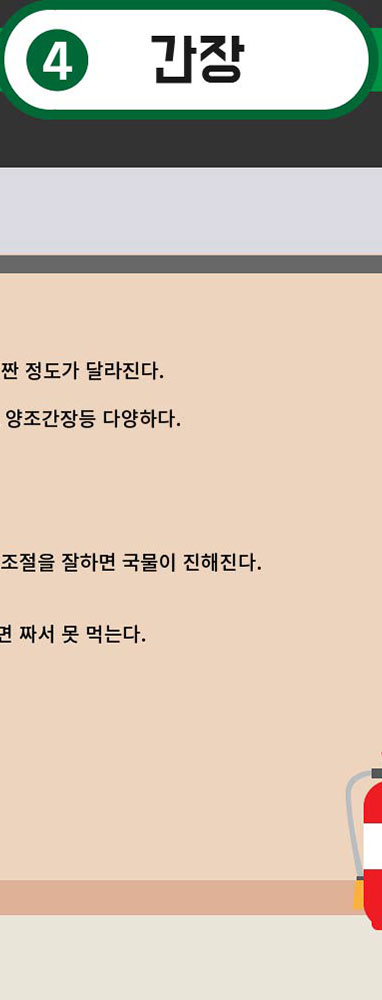 4 간장
짠 정도가 달라진다.
양조간장등 다양하다.
조절을 잘하면 국물이 진해진다.
면 짜서 못 먹는다.